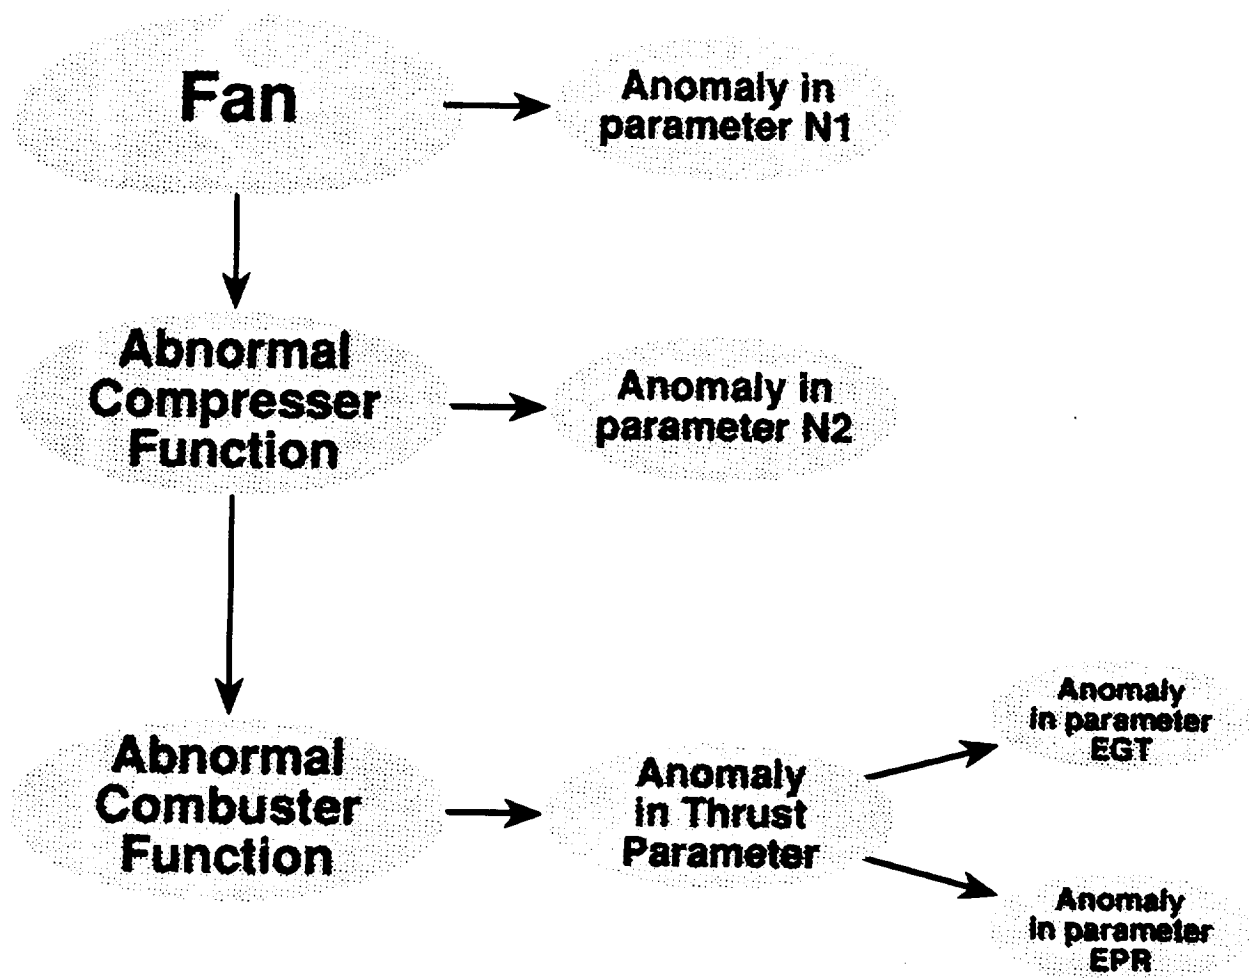 Fan
Anomaly in
parameter N1
Abnormal
Compresser
Function
Anomaly in
parameter N2
Abnormal
Combuster
Function
Anomaly
in Thrust
Parameter
Anomaly
in parameter
EGT
Anomaly
in parameter
EPR